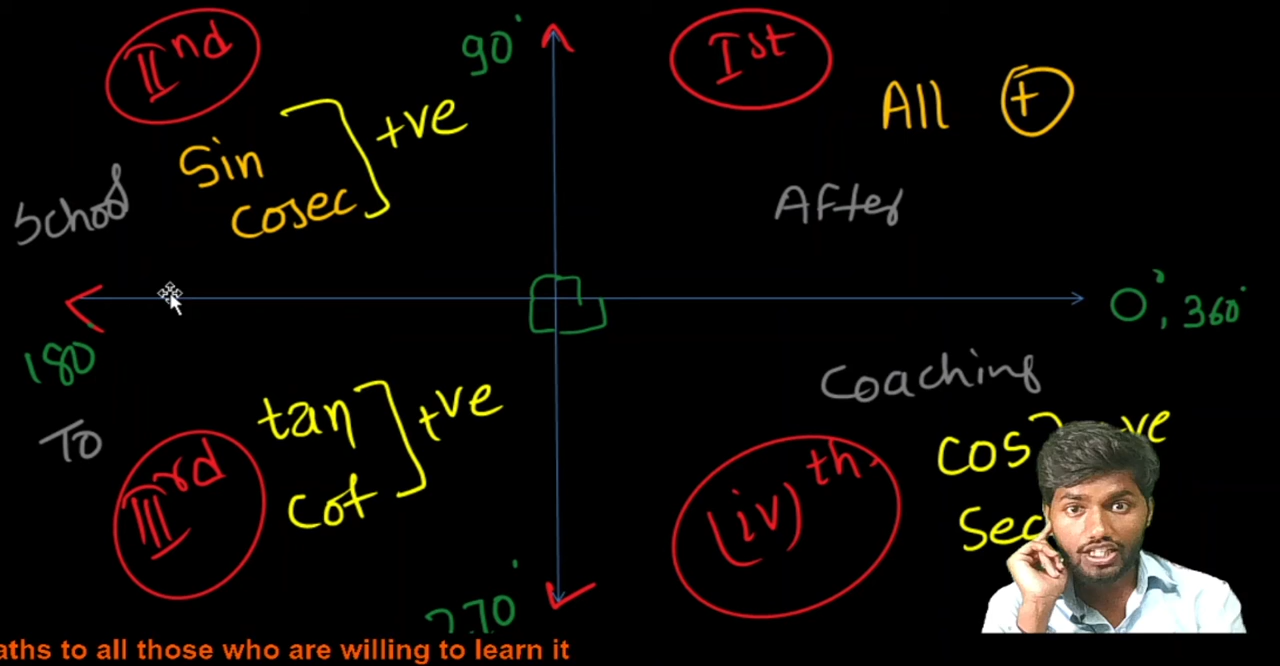 IInd
90°
Ist
All +
Sin
+ve
School
cosec
After
180
0°, 360°
To
tan
+ve
Coaching
IIIrd
cot
(iv)th
cos
ve
Sec
270°
aths to all those who are willing to learn it